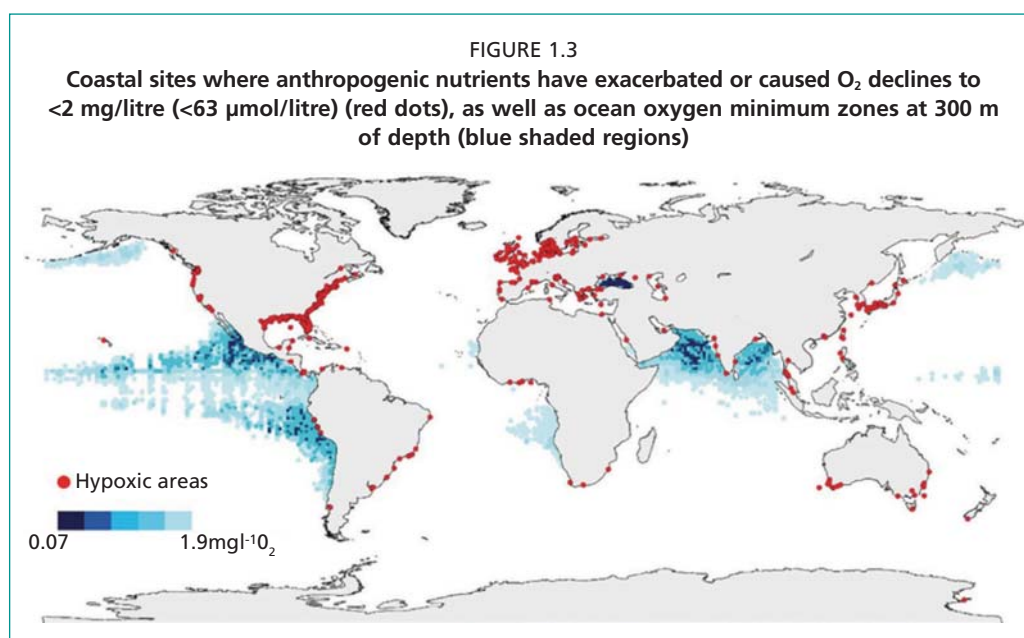 FIGURE 1.3
Coastal sites where anthropogenic nutrients have exacerbated or caused O₂ declines to
<2 mg/litre (<63 µmol/litre) (red dots), as well as ocean oxygen minimum zones at 300 m
of depth (blue shaded regions)
Hypoxic areas
0.07 1.9mgl⁻¹0₂